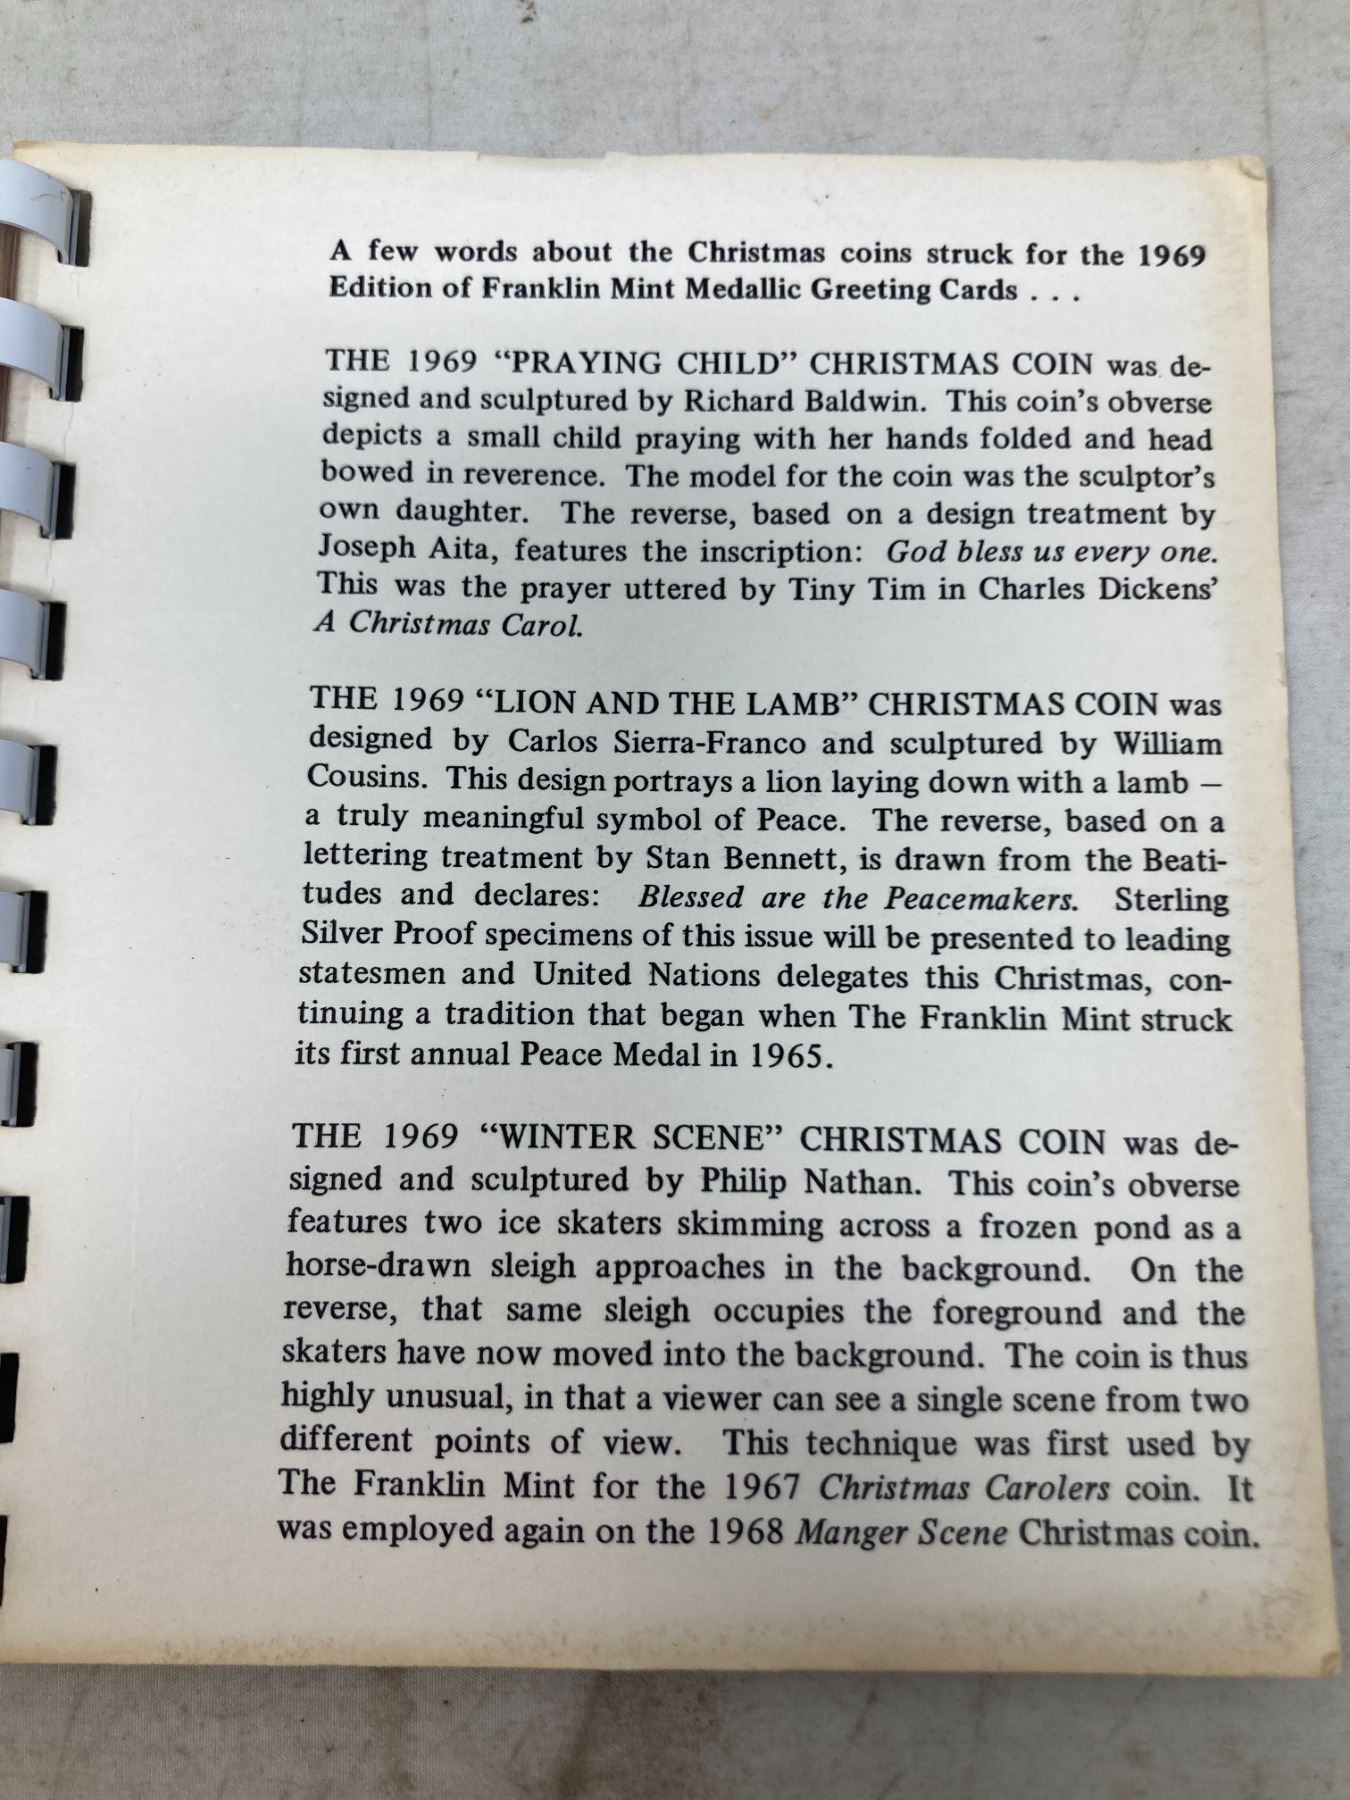 A few words about the Christmas coins struck for the 1969
Edition of Franklin Mint Medallic Greeting Cards . . .
THE 1969 “PRAYING CHILD” CHRISTMAS COIN was de-
signed and sculptured by Richard Baldwin. This coin’s obverse
depicts a small child praying with her hands folded and head
bowed in reverence. The model for the coin was the sculptor’s
own daughter. The reverse, based on a design treatment by
Joseph Aita, features the inscription: God bless us every one.
This was the prayer uttered by Tiny Tim in Charles Dickens’
A Christmas Carol.
THE 1969 “LION AND THE LAMB” CHRISTMAS COIN was
designed by Carlos Sierra-Franco and sculptured by William
Cousins. This design portrays a lion laying down with a lamb –
a truly meaningful symbol of Peace. The reverse, based on a
lettering treatment by Stan Bennett, is drawn from the Beati-
tudes and declares: Blessed are the Peacemakers. Sterling
Silver Proof specimens of this issue will be presented to leading
statesmen and United Nations delegates this Christmas, con-
tinuing a tradition that began when The Franklin Mint struck
its first annual Peace Medal in 1965.
THE 1969 “WINTER SCENE” CHRISTMAS COIN was de-
signed and sculptured by Philip Nathan. This coin’s obverse
features two ice skaters skimming across a frozen pond as a
horse-drawn sleigh approaches in the background. On the
reverse, that same sleigh occupies the foreground and the
skaters have now moved into the background. The coin is thus
highly unusual, in that a viewer can see a single scene from two
different points of view. This technique was first used by
The Franklin Mint for the 1967 Christmas Carolers coin. It
was employed again on the 1968 Manger Scene Christmas coin.